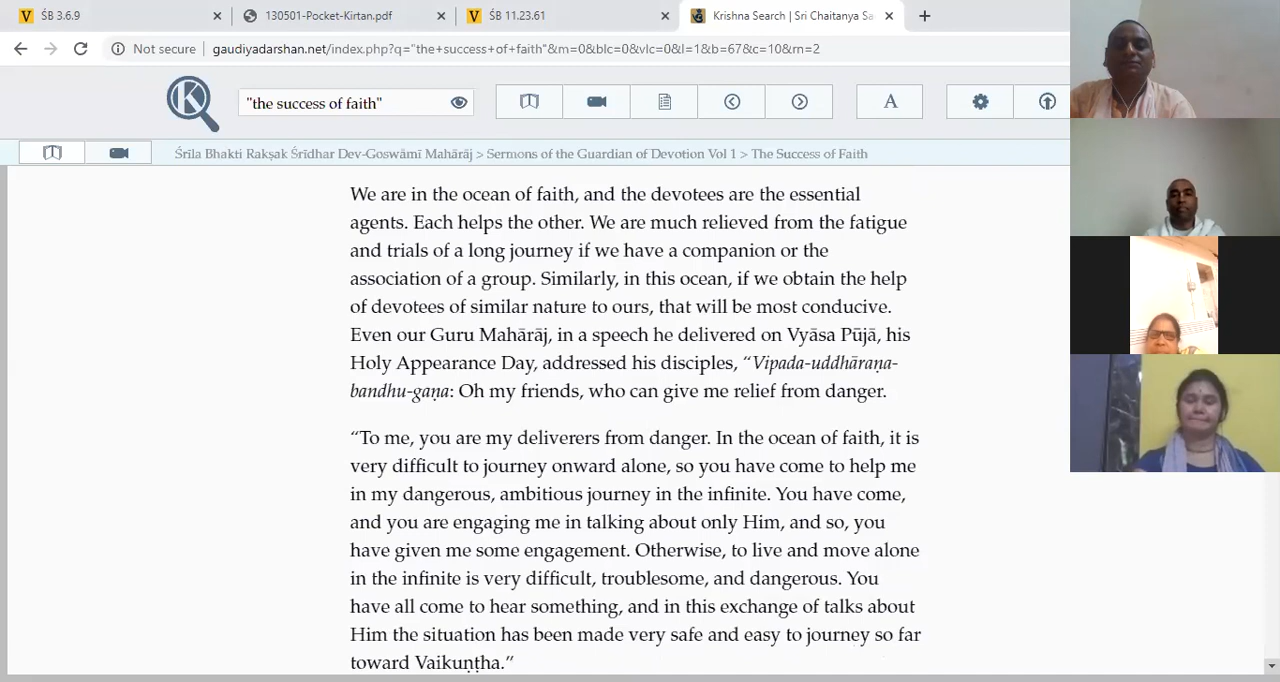 ŚB 3.6.9
130501-Pocket-Kirtan.pdf
ŚB 11.23.61
Krishna Search | Sri Chaitanya Sa
Not secure
gaudiyadarshan.net/index.php?q="the+success+of+faith"&m=0&blc=0&vlc=0&l=1&b=67&c=10&rn=2
K
"the success of faith"
A
Śrīla Bhakti Rakṣak Śrīdhar Dev-Goswāmī Mahārāj > Sermons of the Guardian of Devotion Vol 1 > The Success of Faith
We are in the ocean of faith, and the devotees are the essential
agents. Each helps the other. We are much relieved from the fatigue
and trials of a long journey if we have a companion or the
association of a group. Similarly, in this ocean, if we obtain the help
of devotees of similar nature to ours, that will be most conducive.
Even our Guru Mahārāj, in a speech he delivered on Vyāsa Pūjā, his
Holy Appearance Day, addressed his disciples, “Vipada-uddhāraṇa-
bandhu-gaṇa: Oh my friends, who can give me relief from danger.
“To me, you are my deliverers from danger. In the ocean of faith, it is
very difficult to journey onward alone, so you have come to help me
in my dangerous, ambitious journey in the infinite. You have come,
and you are engaging me in talking about only Him, and so, you
have given me some engagement. Otherwise, to live and move alone
in the infinite is very difficult, troublesome, and dangerous. You
have all come to hear something, and in this exchange of talks about
Him the situation has been made very safe and easy to journey so far
toward Vaikuṇṭha.”